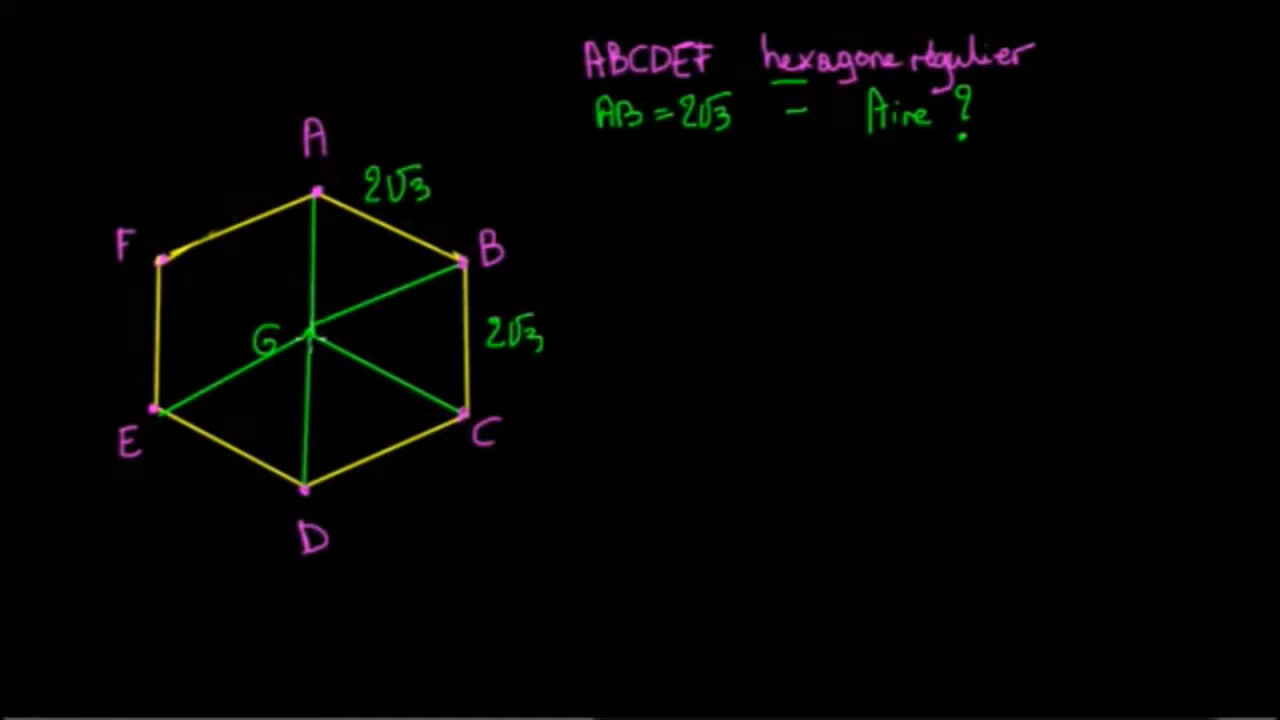 ABCDEF hexagone régulier
AB = 2√3 - Aire ?
A
2√3
F
B
G
2√3
E
C
D